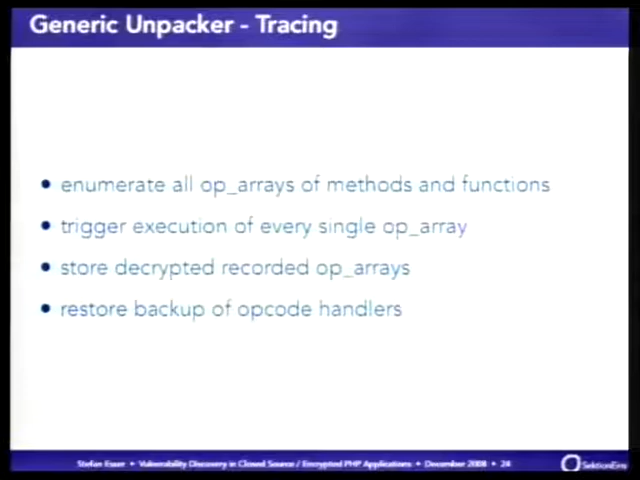 Generic Unpacker - Tracing
• enumerate all op_arrays of methods and functions
• trigger execution of every single op_array
• store decrypted recorded op_arrays
• restore backup of opcode handlers
Stefan Esser • Vulnerability Discovery in Closed Source / Encrypted PHP Applications • December 2008 • 24
SektionEins